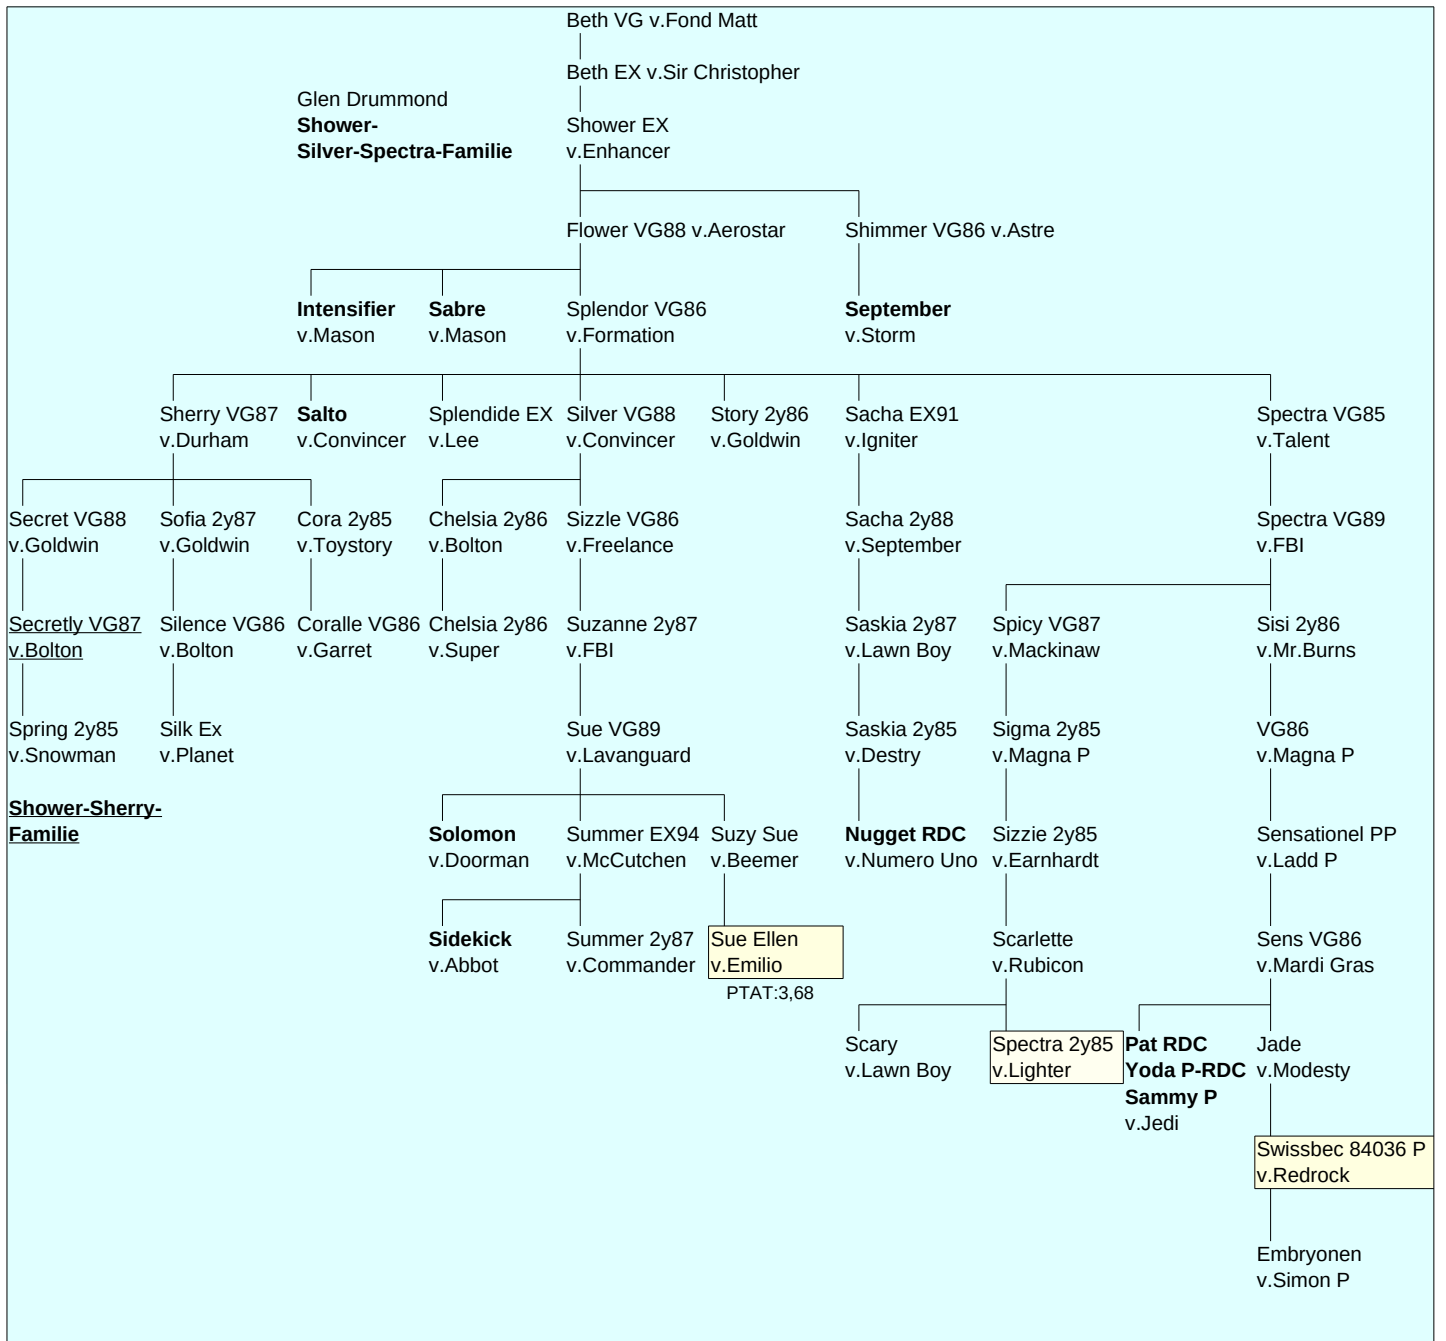 Beth VG v.Fond Matt
Beth EX v.Sir Christopher
Glen Drummond
Shower-
Silver-Spectra-Familie
Shower EX
v.Enhancer
Flower VG88 v.Aerostar
Shimmer VG86 v.Astre
Intensifier
v.Mason
Sabre
v.Mason
Splendor VG86
v.Formation
September
v.Storm
Sherry VG87
v.Durham
Salto
v.Convincer
Splendide EX
v.Lee
Silver VG88
v.Convincer
Story 2y86
v.Goldwin
Sacha EX91
v.Igniter
Spectra VG85
v.Talent
Secret VG88
v.Goldwin
Sofia 2y87
v.Goldwin
Cora 2y85
v.Toystory
Chelsia 2y86
v.Bolton
Sizzle VG86
v.Freelance
Sacha 2y88
v.September
Spectra VG89
v.FBI
Secretly VG87
v.Bolton
Silence VG86
v.Bolton
Coralle VG86
v.Garret
Chelsia 2y86
v.Super
Suzanne 2y87
v.FBI
Saskia 2y87
v.Lawn Boy
Spicy VG87
v.Mackinaw
Sisi 2y86
v.Mr.Burns
Spring 2y85
v.Snowman
Silk Ex
v.Planet
Sue VG89
v.Lavanguard
Saskia 2y85
v.Destry
Sigma 2y85
v.Magna P
VG86
v.Magna P
Shower-Sherry-
Familie
Solomon
v.Doorman
Summer EX94
v.McCutchen
Suzy Sue
v.Beemer
Nugget RDC
v.Numero Uno
Sizzie 2y85
v.Earnhardt
Sensationel PP
v.Ladd P
Sidekick
v.Abbot
Summer 2y87
v.Commander
Sue Ellen
v.Emilio
PTAT:3,68
Scarlette
v.Rubicon
Sens VG86
v.Mardi Gras
Scary
v.Lawn Boy
Spectra 2y85
v.Lighter
Pat RDC
Yoda P-RDC
Sammy P
v.Jedi
Jade
v.Modesty
Swissbec 84036 P
v.Redrock
Embryonen
v.Simon P